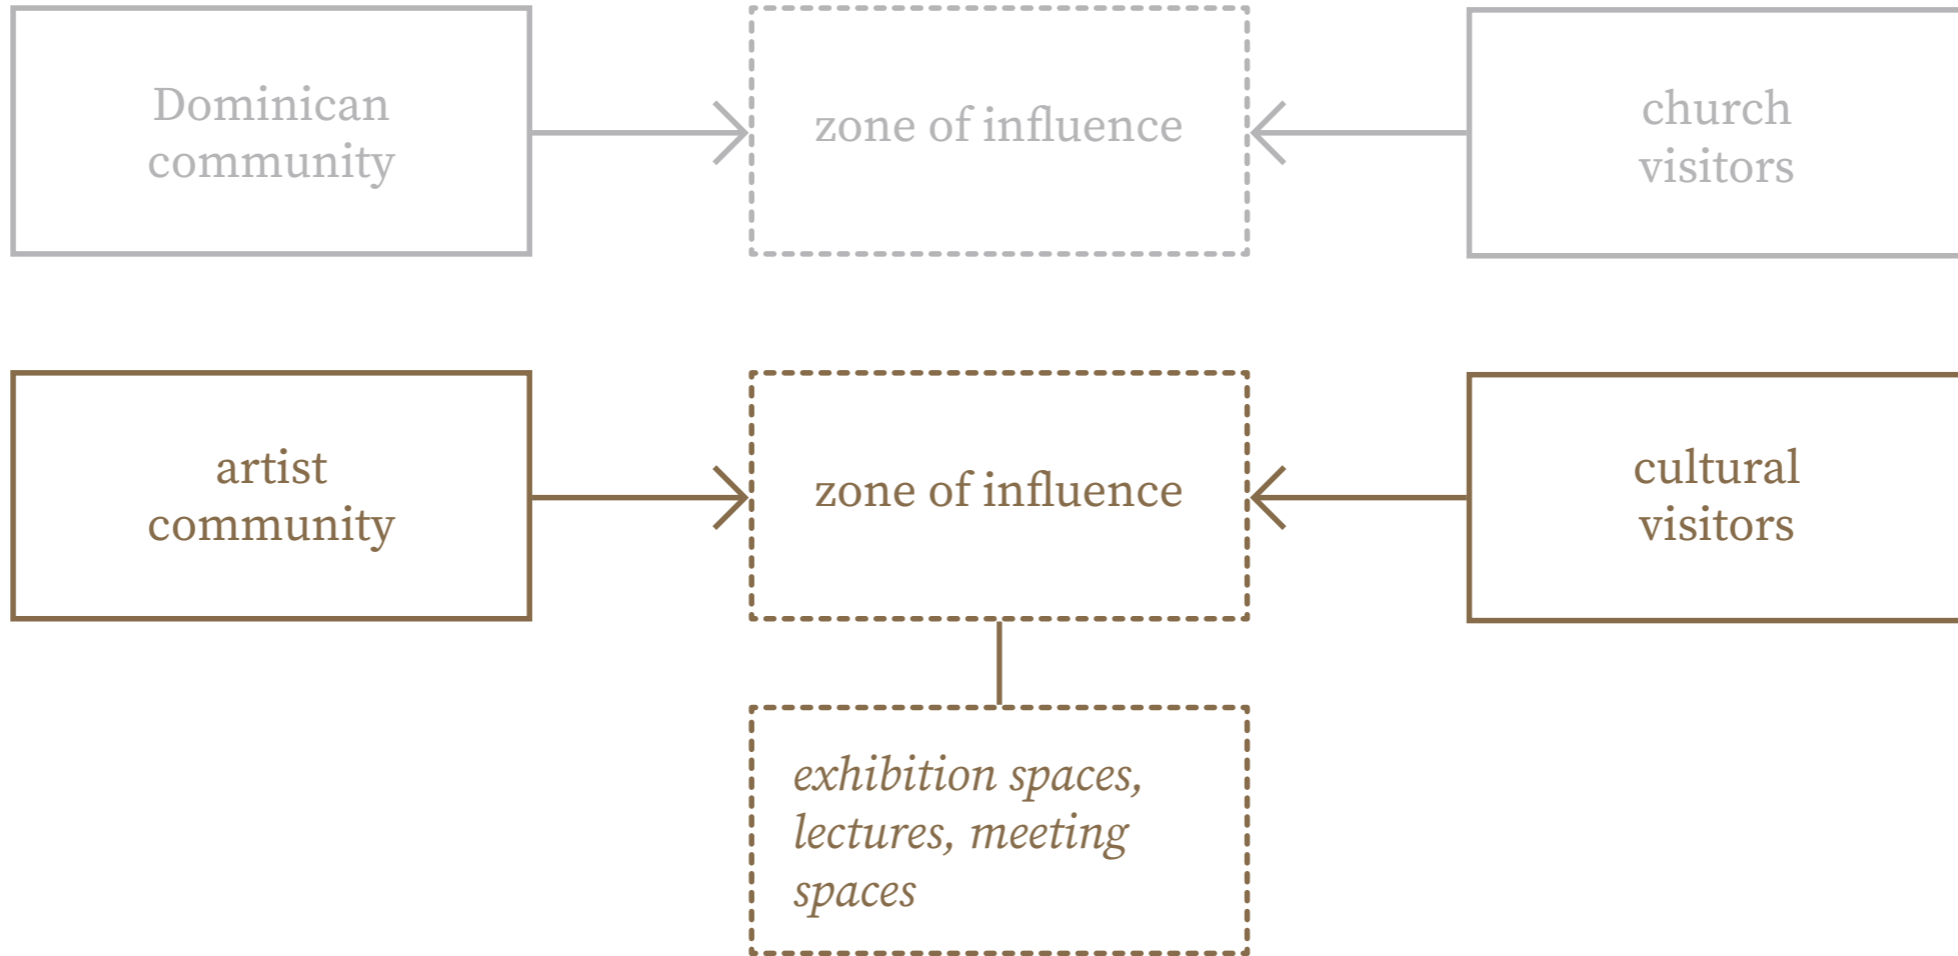 Dominican
community
zone of influence
church
visitors
artist
community
zone of influence
cultural
visitors
exhibition spaces,
lectures, meeting
spaces